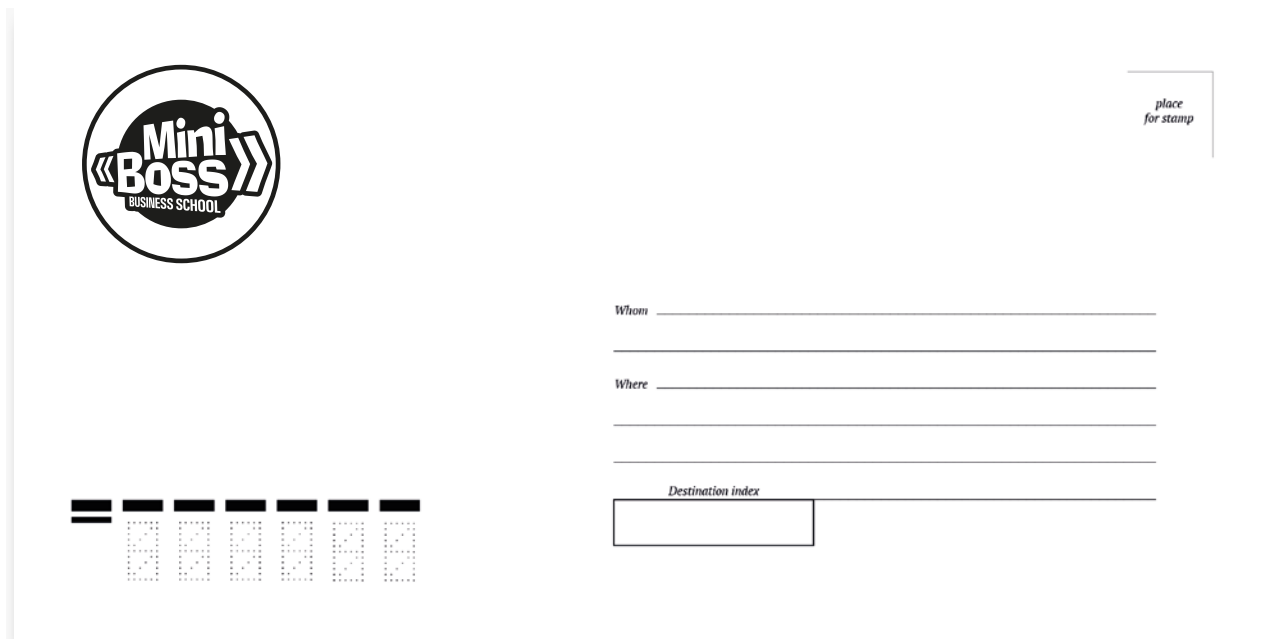 Mini
BOSS
BUSINESS SCHOOL
place
for stamp
Whom
Where
Destination index